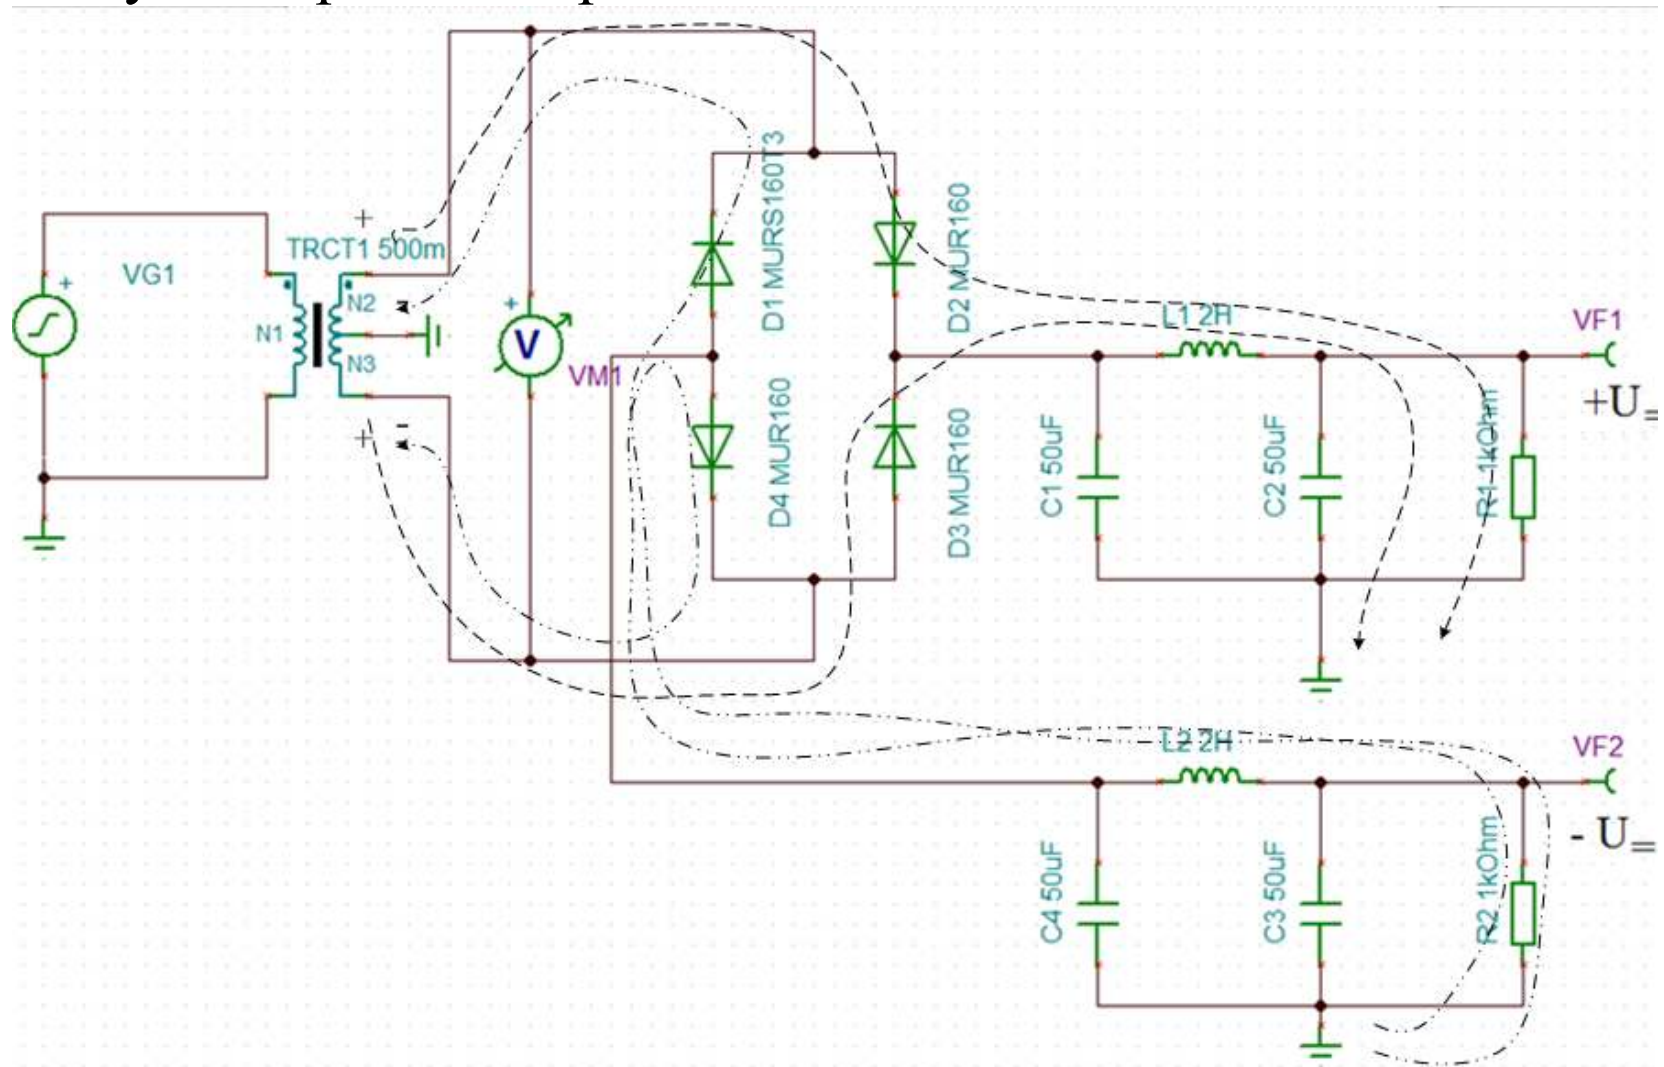 VG1
TRCT1 500m
N1
N2
N3
+
-
+
-
+
+
V
VM1
D1 MURS160T3
D2 MUR160
D4 MUR160
D3 MUR160
L1 2H
C1 50uF
C2 50uF
R1 1kOhm
VF1
+U=
L2 2H
C4 50uF
C3 50uF
R2 1kOhm
VF2
- U=